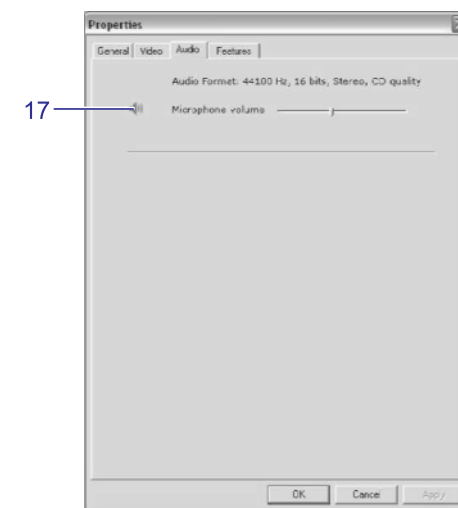 Properties
General Video Audio Features
Audio Format: 44100 Hz, 16 bits, Stereo, CD quality
17
Microphone volume
OK Cancel Apply